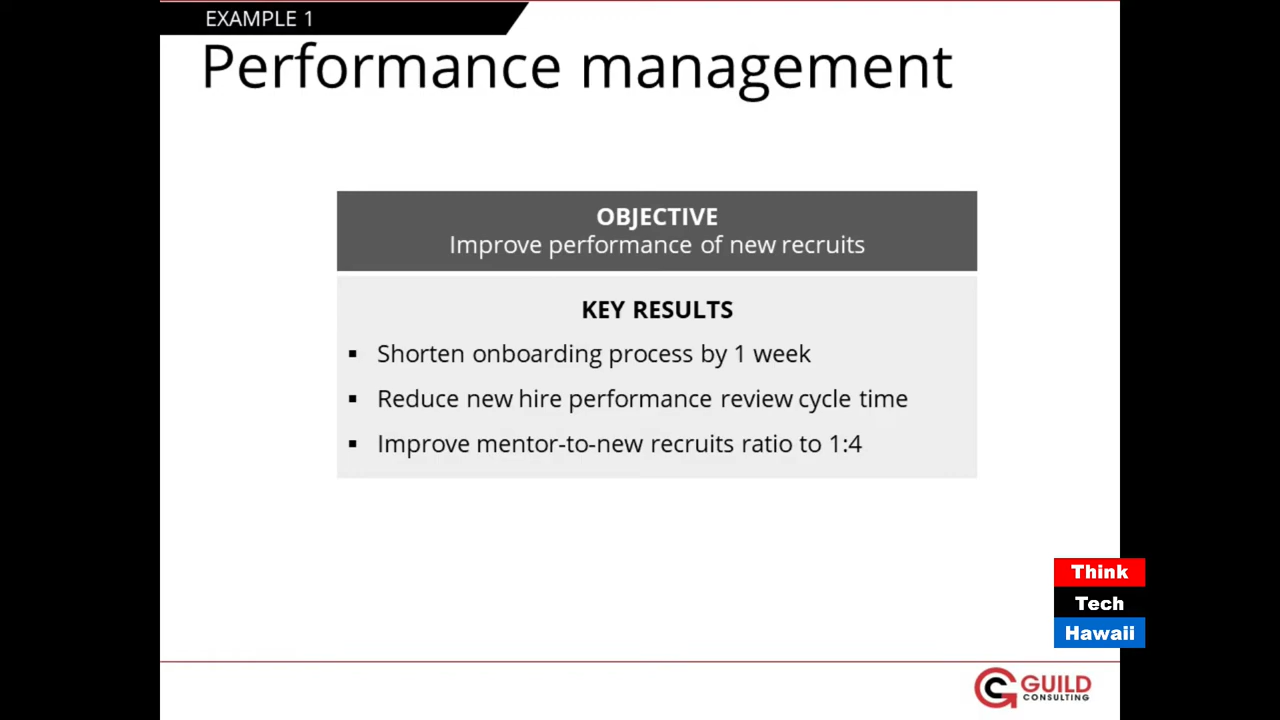 EXAMPLE 1
Performance management
OBJECTIVE
Improve performance of new recruits
KEY RESULTS
▪ Shorten onboarding process by 1 week
▪ Reduce new hire performance review cycle time
▪ Improve mentor-to-new recruits ratio to 1:4
Think
Tech
Hawaii
GUILD
CONSULTING